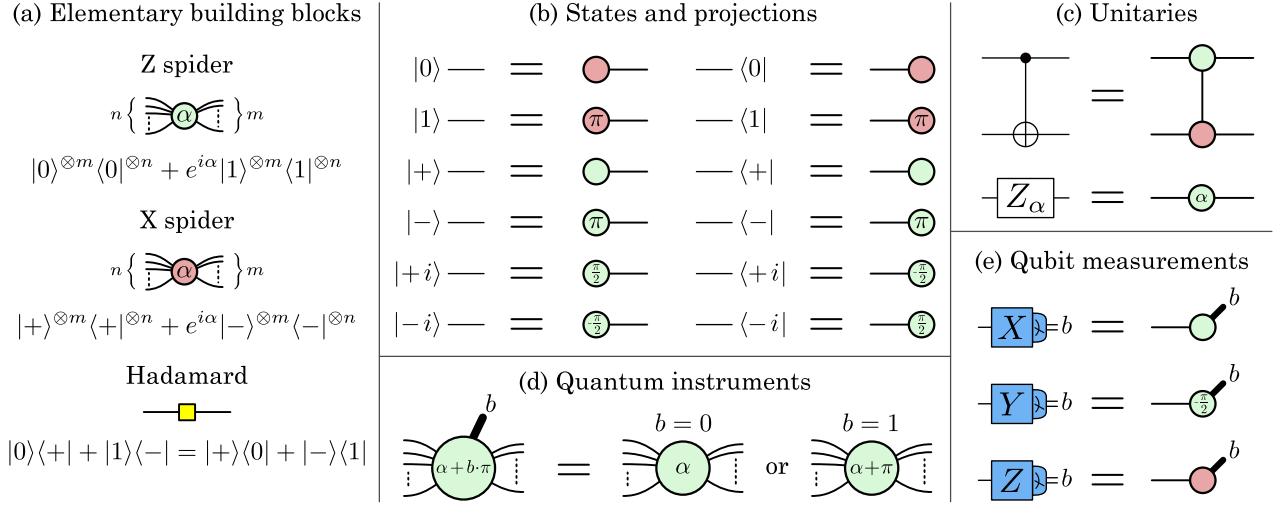 (a) Elementary building blocks
Z spider
n { α } m
|0⟩^{⊗m}⟨0|^{⊗n} + e^{iα}|1⟩^{⊗m}⟨1|^{⊗n}
X spider
n { α } m
|+⟩^{⊗m}⟨+|^{⊗n} + e^{iα}|−⟩^{⊗m}⟨−|^{⊗n}
Hadamard
|0⟩⟨+| + |1⟩⟨−| = |+⟩⟨0| + |−⟩⟨1|
(b) States and projections
|0⟩ = ⟨0| =
|1⟩ = π ⟨1| = π
|+⟩ = ⟨+| =
|−⟩ = π ⟨−| = π
|+i⟩ = π/2 ⟨+i| = -π/2
|−i⟩ = -π/2 ⟨−i| = π/2
(c) Unitaries
=
Z_α = α
(d) Quantum instruments
b
b = 0
b = 1
α + b·π = α or α+π
(e) Qubit measurements
b
X = b =
b
Y = b = -π/2
b
Z = b =